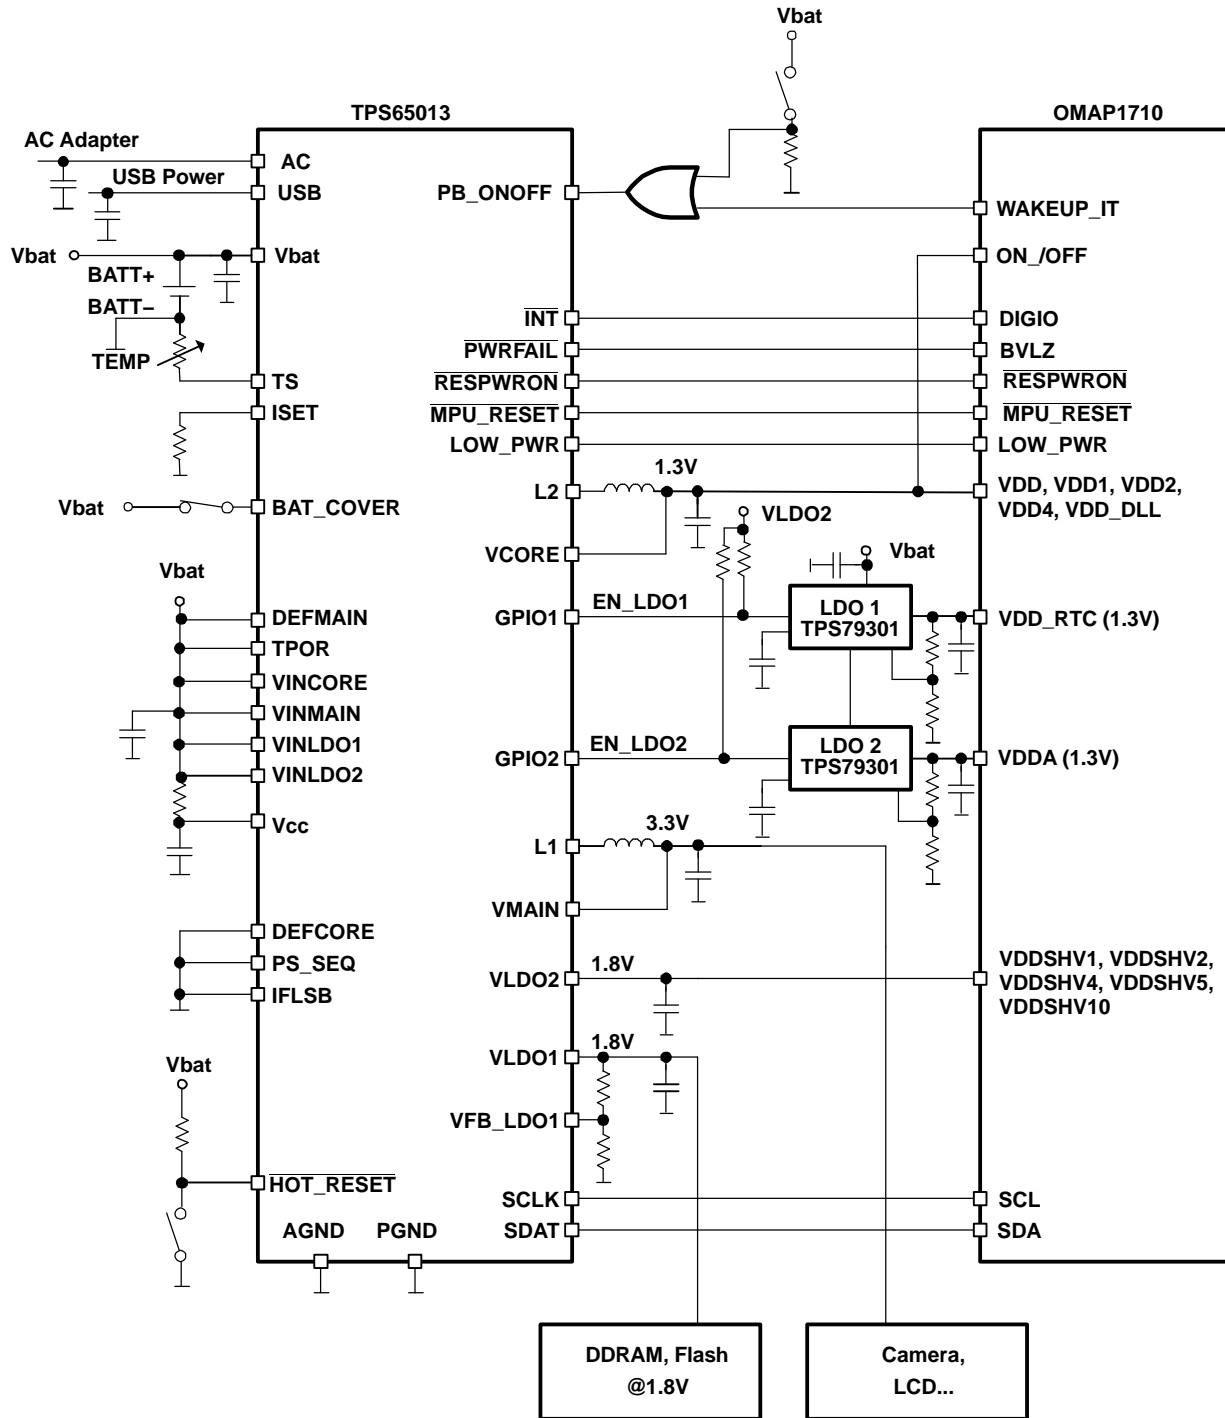 Vbat
TPS65013
OMAP1710
AC Adapter
AC
USB Power
USB
PB_ONOFF
WAKEUP_IT
Vbat
Vbat
ON_/OFF
BATT+
BATT–
INT
DIGIO
TEMP
PWRFAIL
BVLZ
TS
RESPWRON
RESPWRON
ISET
MPU_RESET
MPU_RESET
LOW_PWR
LOW_PWR
1.3V
L2
VDD, VDD1, VDD2,
VDD4, VDD_DLL
Vbat
BAT_COVER
VLDO2
VCORE
Vbat
Vbat
EN_LDO1
LDO 1
TPS79301
DEFMAIN
GPIO1
VDD_RTC (1.3V)
TPOR
VINCORE
VINMAIN
VINLDO1
EN_LDO2
LDO 2
TPS79301
GPIO2
VDDA (1.3V)
VINLDO2
Vcc
3.3V
L1
VMAIN
DEFCORE
PS_SEQ
IFLSB
VLDO2
1.8V
VDDSHV1, VDDSHV2,
VDDSHV4, VDDSHV5,
VDDSHV10
1.8V
VLDO1
Vbat
VFB_LDO1
HOT_RESET
SCLK
SCL
AGND
PGND
SDAT
SDA
DDRAM, Flash
@1.8V
Camera,
LCD...